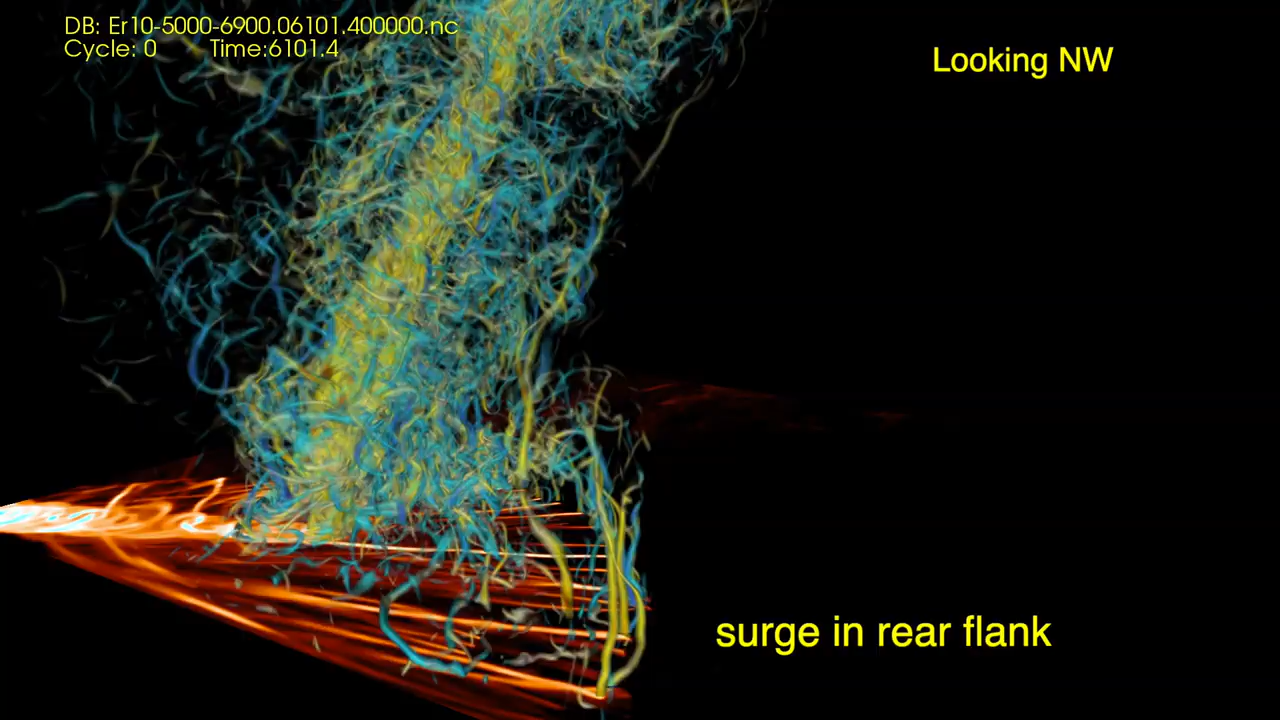 DB: Er10-5000-6900.06101.400000.nc
Cycle: 0 Time:6101.4
Looking NW
surge in rear flank